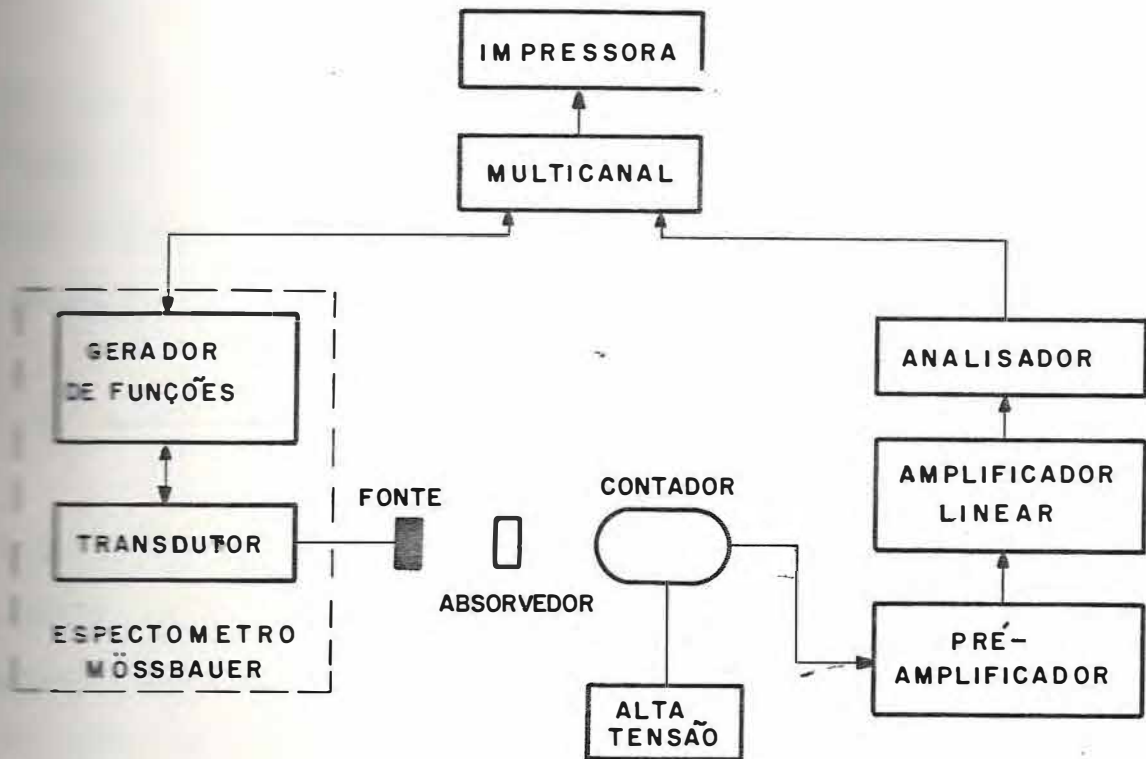 IMPRESSORA
MULTICANAL
GERADOR
DE FUNÇÕES
TRANSDUTOR
ESPECTOMETRO
MÖSSBAUER
FONTE
ABSORVEDOR
CONTADOR
ALTA
TENSÃO
ANALISADOR
AMPLIFICADOR
LINEAR
PRÉ-
AMPLIFICADOR